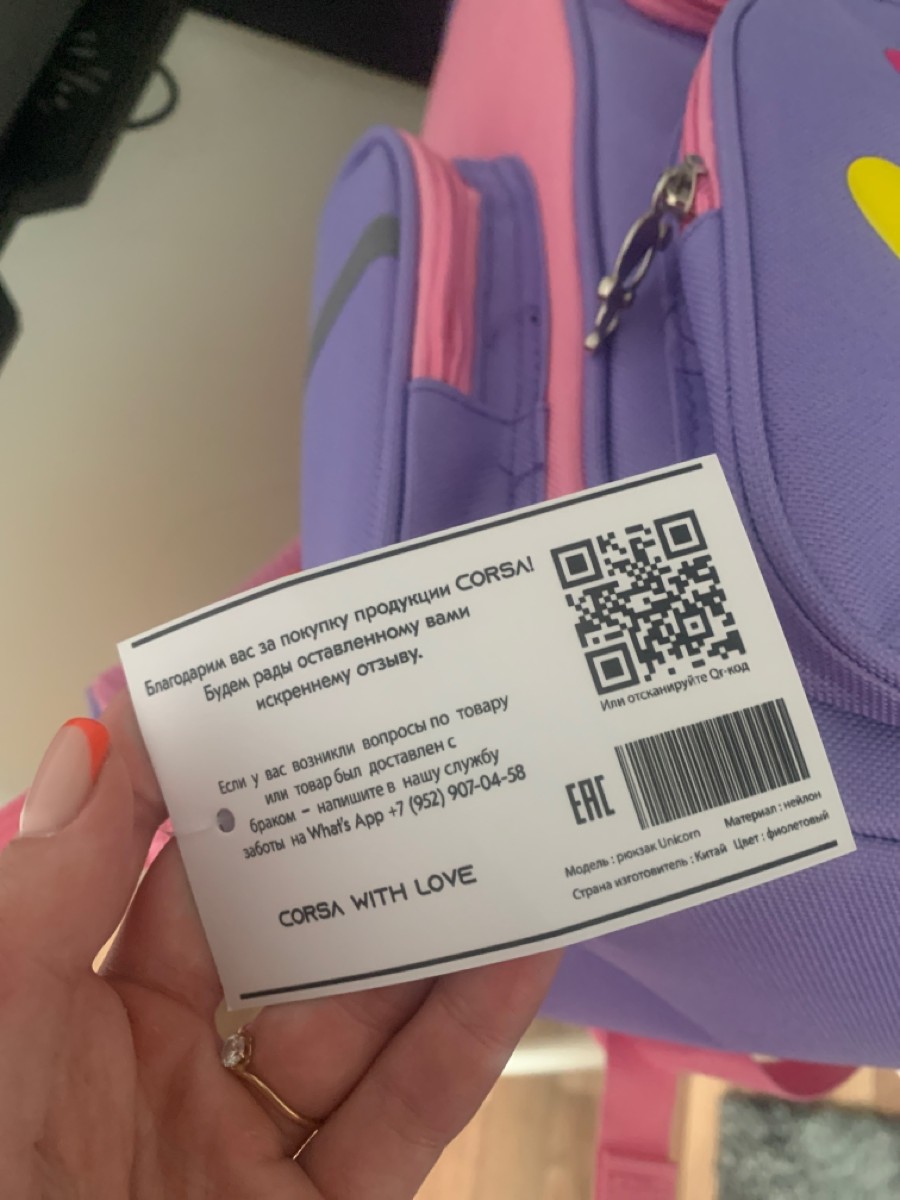 Благодарим вас за покупку продукции CORSA!
Будем рады оставленному вами
искреннему отзыву.
Если у вас возникли вопросы по товару
или товар был доставлен с
браком – напишите в нашу службу
заботы на What's App +7 (952) 907-04-58
CORSA WITH LOVE
Или отсканируйте Qr-код
EAC
Модель : рюкзак Unicorn Материал : нейлон
Страна изготовитель : Китай Цвет : фиолетовый